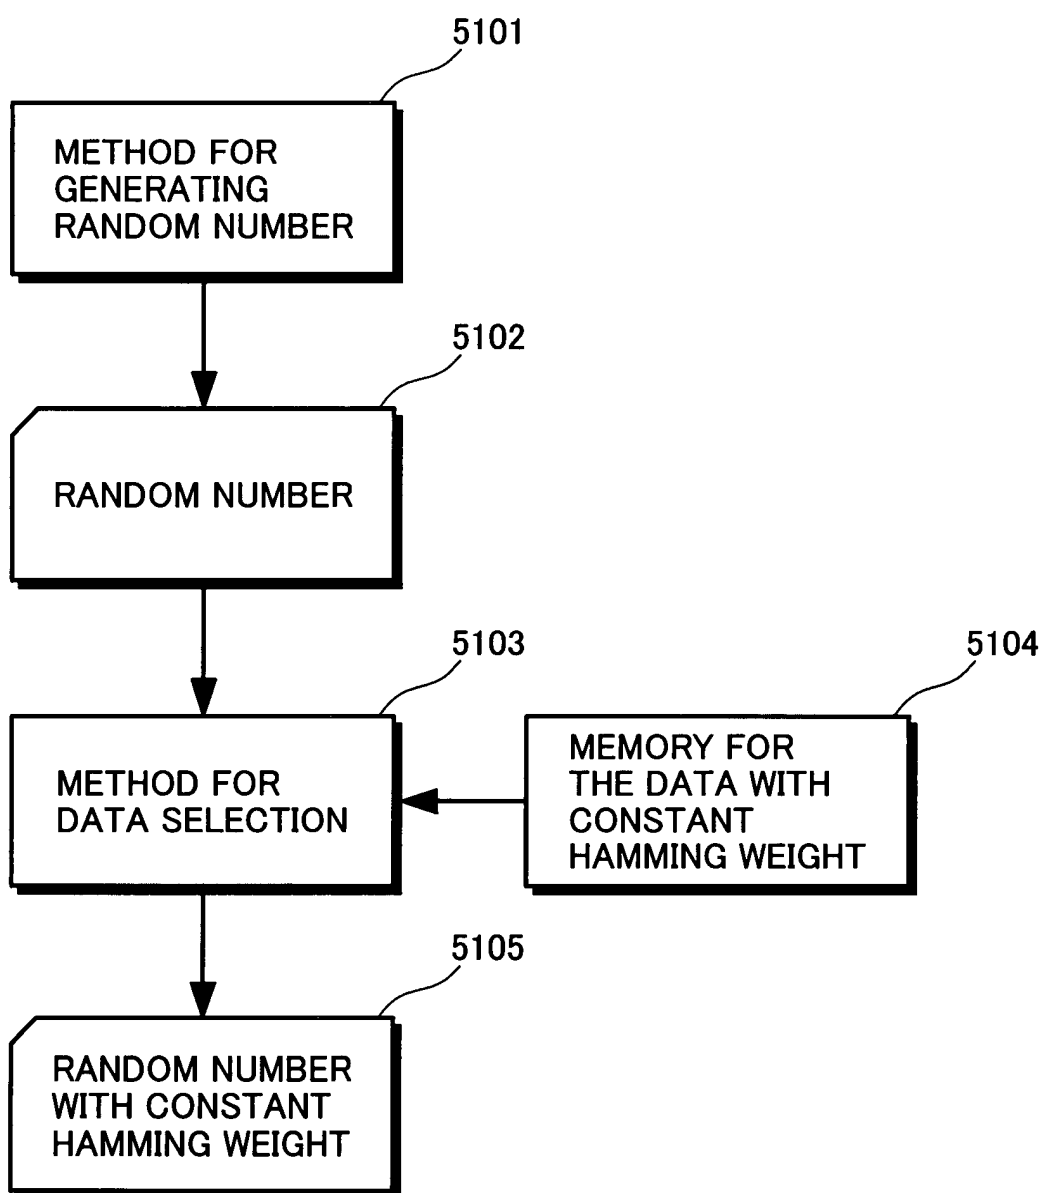 5101
METHOD FOR
GENERATING
RANDOM NUMBER
5102
RANDOM NUMBER
5103
METHOD FOR
DATA SELECTION
5104
MEMORY FOR
THE DATA WITH
CONSTANT
HAMMING WEIGHT
5105
RANDOM NUMBER
WITH CONSTANT
HAMMING WEIGHT